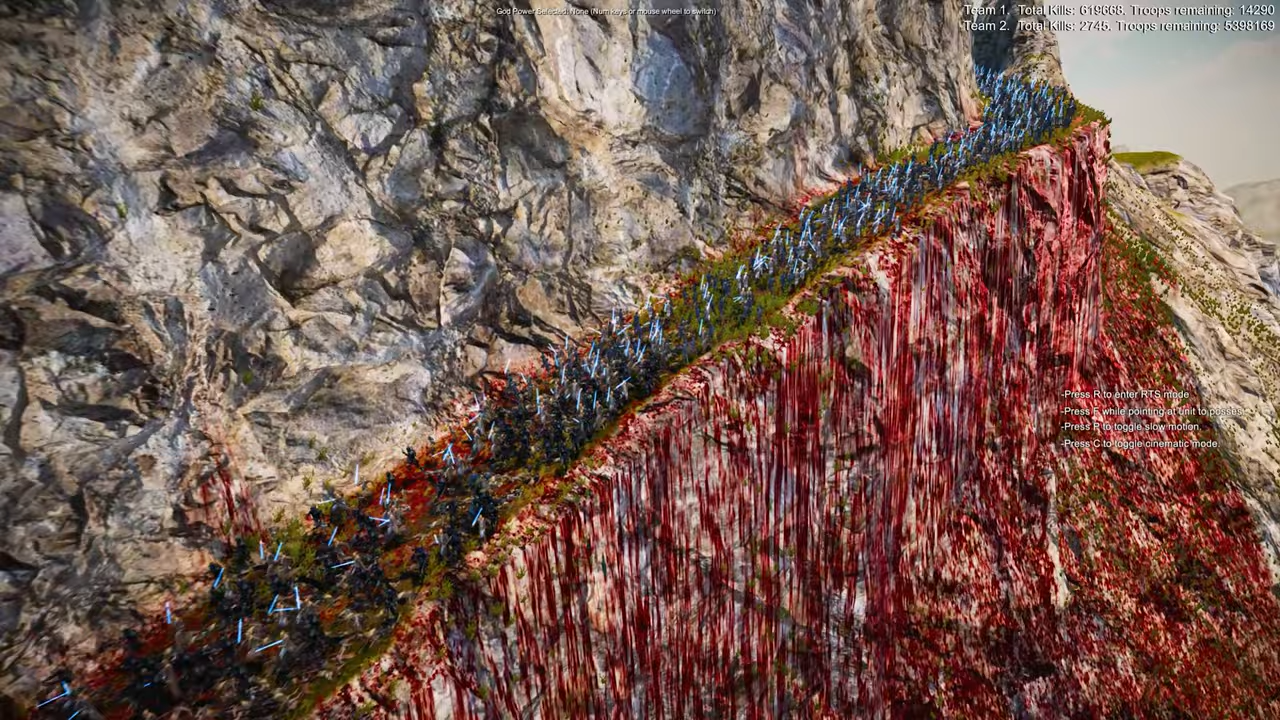 God Power Selected: None (Num keys or mouse wheel to switch)
Team 1. Total Kills: 619668. Troops remaining: 14290
Team 2. Total Kills: 2745. Troops remaining: 5398169
-Press R to enter RTS mode
-Press F while pointing at unit to posses.
-Press P to toggle slow motion.
-Press C to toggle cinematic mode.